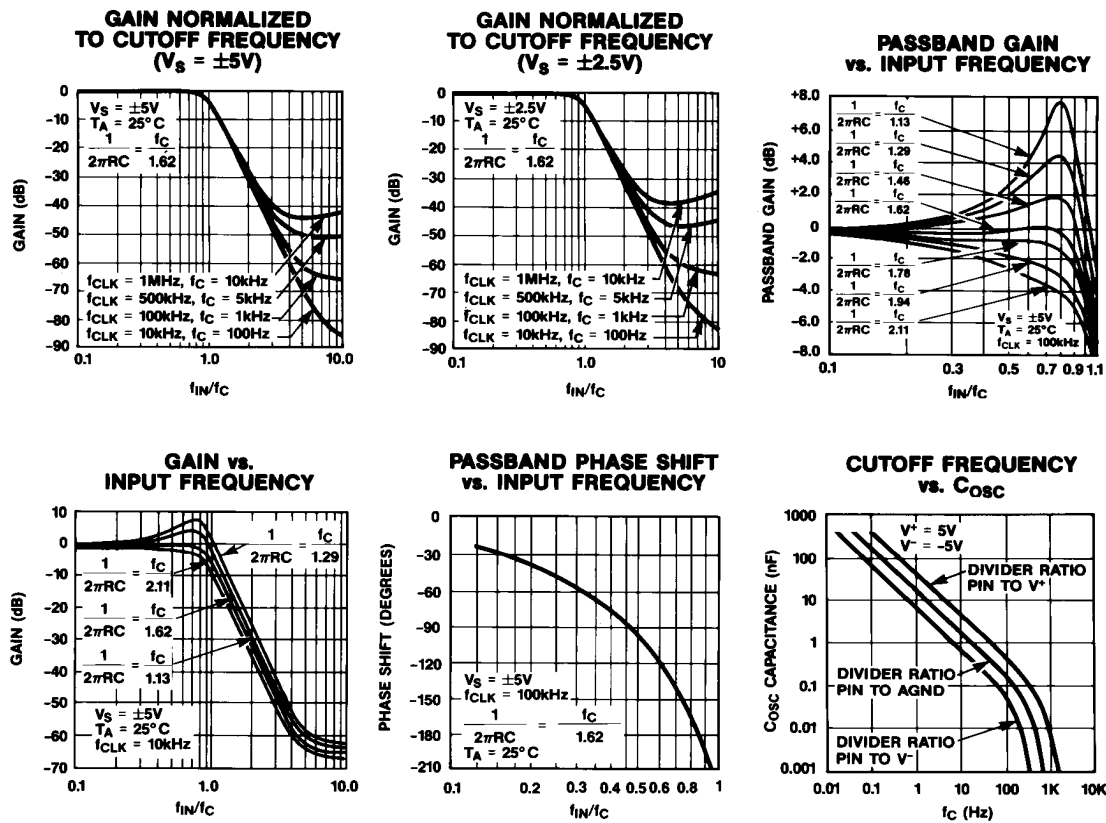 GAIN NORMALIZED
TO CUTOFF FREQUENCY
(VS = ±5V)
0
-10
-20
-30
-40
-50
-60
-70
-80
-90
GAIN (dB)
VS = ±5V
TA = 25°C
1/2πRC = fC/1.62
fCLK = 1MHz, fC = 10kHz
fCLK = 500kHz, fC = 5kHz
fCLK = 100kHz, fC = 1kHz
fCLK = 10kHz, fC = 100Hz
0.1 1.0 10.0
fIN/fC
GAIN NORMALIZED
TO CUTOFF FREQUENCY
(VS = ±2.5V)
0
-10
-20
-30
-40
-50
-60
-70
-80
-90
GAIN (dB)
VS = ±2.5V
TA = 25°C
1/2πRC = fC/1.62
fCLK = 1MHz, fC = 10kHz
fCLK = 500kHz, fC = 5kHz
fCLK = 100kHz, fC = 1kHz
fCLK = 10kHz, fC = 100Hz
0.1 1.0 10
fIN/fC
PASSBAND GAIN
vs. INPUT FREQUENCY
+8.0
+6.0
+4.0
+2.0
0
-2.0
-4.0
-6.0
-8.0
PASSBAND GAIN (dB)
1/2πRC = fC/1.13
1/2πRC = fC/1.29
1/2πRC = fC/1.46
1/2πRC = fC/1.62
1/2πRC = fC/1.78
1/2πRC = fC/1.94
1/2πRC = fC/2.11
VS = ±5V
TA = 25°C
fCLK = 100kHz
0.1 0.3 0.5 0.7 0.9 1.1
fIN/fC
GAIN vs.
INPUT FREQUENCY
10
0
-10
-20
-30
-40
-50
-60
-70
GAIN (dB)
1/2πRC = fC/1.29
1/2πRC = fC/2.11
1/2πRC = fC/1.62
1/2πRC = fC/1.13
VS = ±5V
TA = 25°C
fCLK = 10kHz
0.1 1.0 10.0
fIN/fC
PASSBAND PHASE SHIFT
vs. INPUT FREQUENCY
0
-30
-60
-90
-120
-150
-180
-210
PHASE SHIFT (DEGREES)
VS = ±5V
fCLK = 100kHz
1/2πRC = fC/1.62
TA = 25°C
0.1 0.2 0.3 0.4 0.5 0.6 0.8 1
fIN/fC
CUTOFF FREQUENCY
vs. COSC
1000
100
10
1
0.1
0.01
0.001
COSC CAPACITANCE (nF)
V+ = 5V
V- = -5V
DIVIDER RATIO
PIN TO V+
DIVIDER RATIO
PIN TO AGND
DIVIDER RATIO
PIN TO V-
0.01 0.1 1 10 100 1K 10K
fC (Hz)